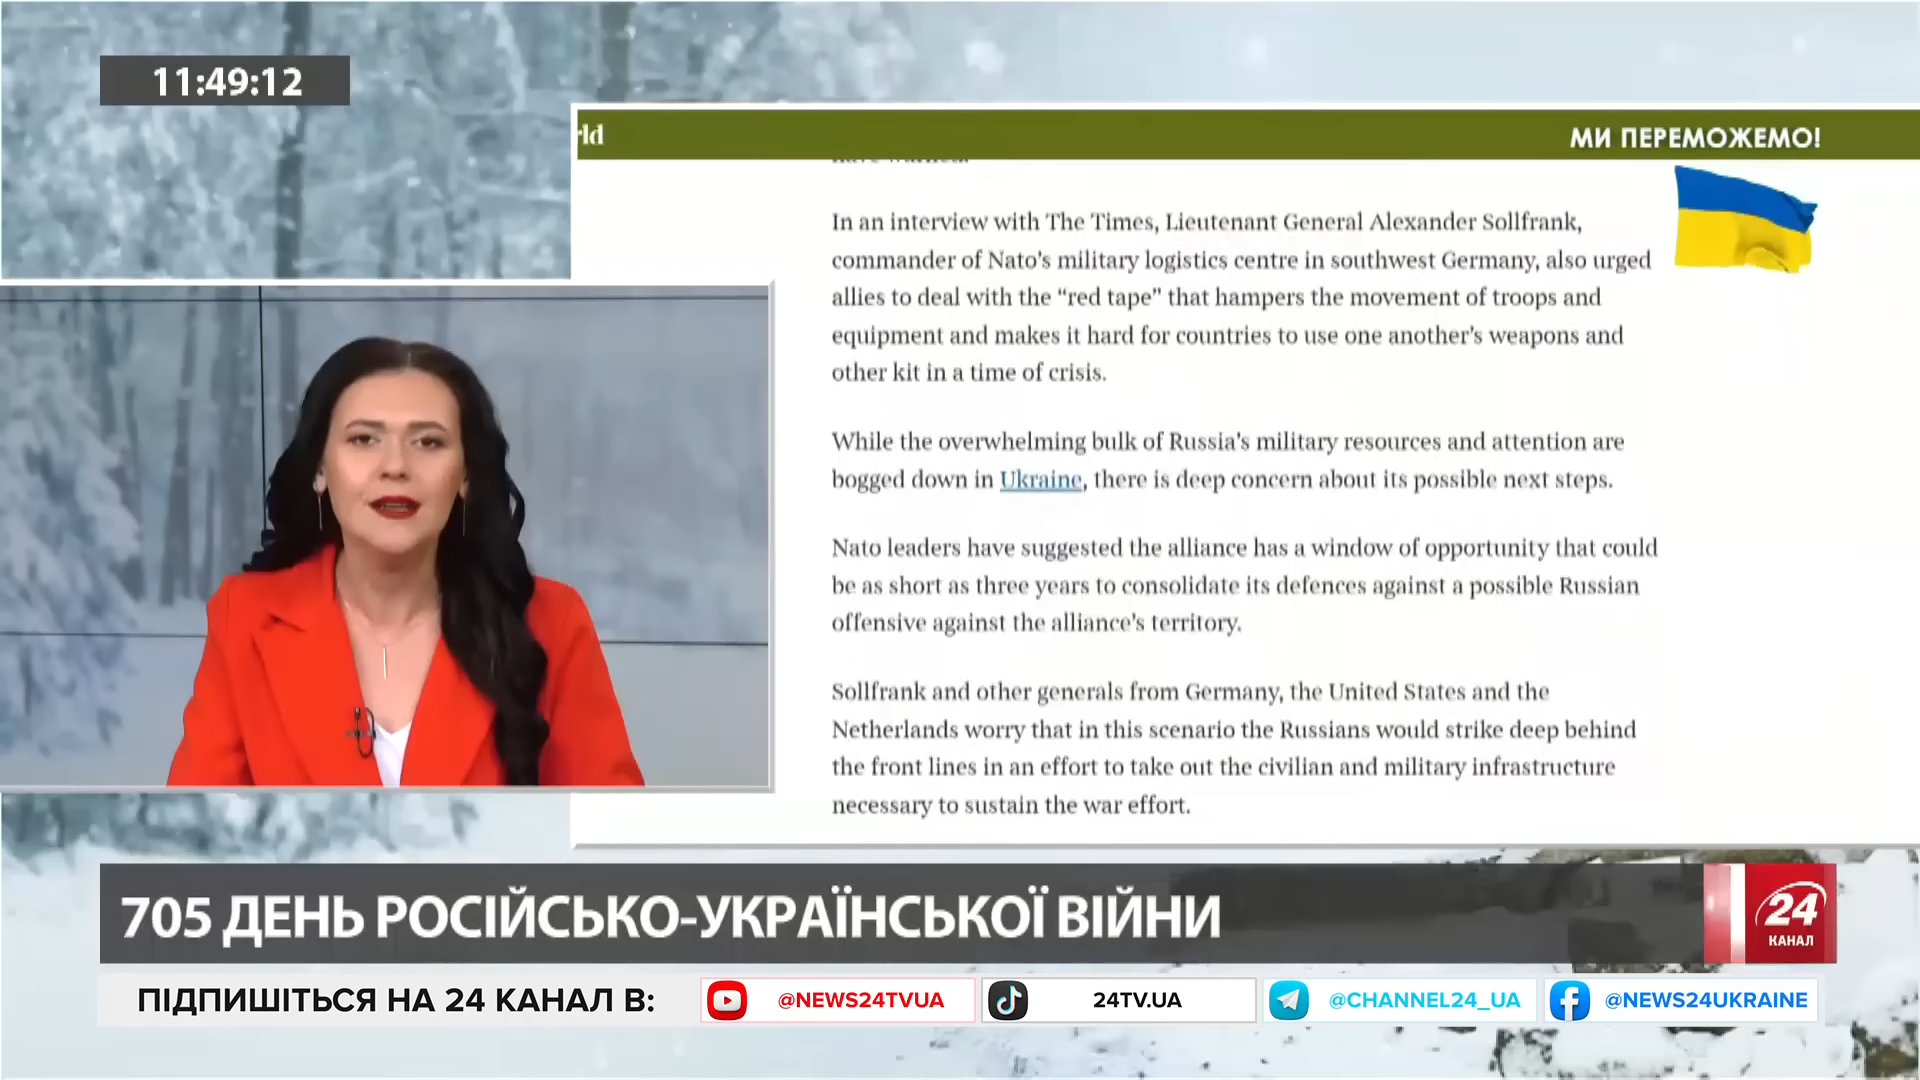 11:49:12
rld
МИ ПЕРЕМОЖЕМО!
have warned.
In an interview with The Times, Lieutenant General Alexander Sollfrank,
commander of Nato’s military logistics centre in southwest Germany, also urged
allies to deal with the “red tape” that hampers the movement of troops and
equipment and makes it hard for countries to use one another’s weapons and
other kit in a time of crisis.
While the overwhelming bulk of Russia’s military resources and attention are
bogged down in Ukraine, there is deep concern about its possible next steps.
Nato leaders have suggested the alliance has a window of opportunity that could
be as short as three years to consolidate its defences against a possible Russian
offensive against the alliance’s territory.
Sollfrank and other generals from Germany, the United States and the
Netherlands worry that in this scenario the Russians would strike deep behind
the front lines in an effort to take out the civilian and military infrastructure
necessary to sustain the war effort.
705 ДЕНЬ РОСІЙСЬКО-УКРАЇНСЬКОЇ ВІЙНИ
24
КАНАЛ
ПІДПИШІТЬСЯ НА 24 КАНАЛ В:
@NEWS24TVUA
24TV.UA
@CHANNEL24_UA
@NEWS24UKRAINE